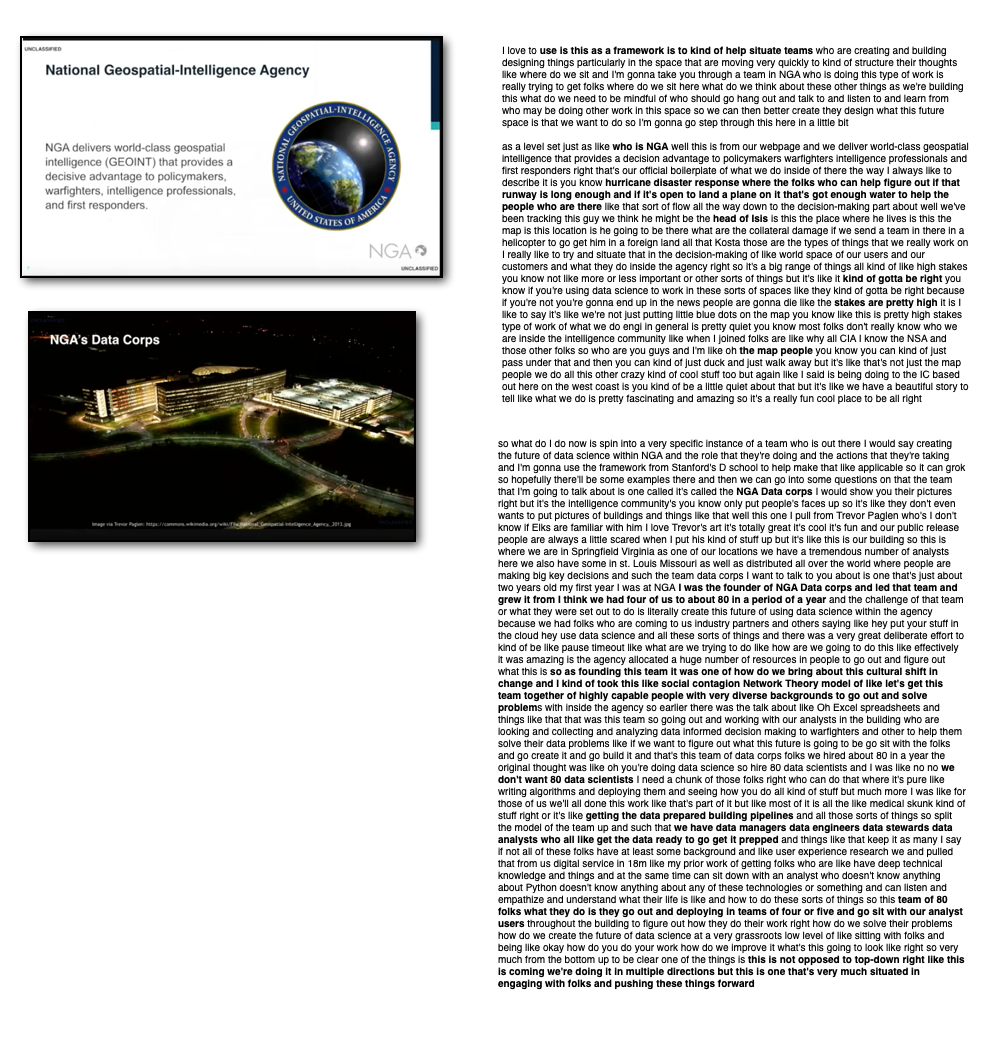 UNCLASSIFIED
National Geospatial-Intelligence Agency
NGA delivers world-class geospatial
intelligence (GEOINT) that provides a
decisive advantage to policymakers,
warfighters, intelligence professionals,
and first responders.
NATIONAL GEOSPATIAL-INTELLIGENCE AGENCY
UNITED STATES OF AMERICA
NGA
UNCLASSIFIED
NGA's Data Corps
Image via Trevor Paglen: https://commons.wikimedia.org/wiki/File:National_Geospatial-Intelligence_Agency,_2013.jpg
I love to use is this as a framework is to kind of help situate teams who are creating and building
designing things particularly in the space that are moving very quickly to kind of structure their thoughts
like where do we sit and I'm gonna take you through a team in NGA who is doing this type of work is
really trying to get folks where do we sit here what do we think about these other things as we're building
this what do we need to be mindful of who should go hang out and talk to and listen to and learn from
who may be doing other work in this space so we can then better create they design what this future
space is that we want to do so I'm gonna go step through this here in a little bit
as a level set just as like who is NGA well this is from our webpage and we deliver world-class geospatial
intelligence that provides a decision advantage to policymakers warfighters intelligence professionals and
first responders right that's our official boilerplate of what we do inside of there the way I always like to
describe it is you know hurricane disaster response where the folks who can help figure out if that
runway is long enough and if it's open to land a plane on it that's got enough water to help the
people who are there like that sort of flow all the way down to the decision-making part about well we've
been tracking this guy we think he might be the head of Isis is this the place where he lives is this the
map is this location is he going to be there what are the collateral damage if we send a team in there in a
helicopter to go get him in a foreign land all that Kosta those are the types of things that we really work on
I really like to try and situate that in the decision-making of like world space of our users and our
customers and what they do inside the agency right so it's a big range of things all kind of like high stakes
you know not like more or less important or other sorts of things but it's like it kind of gotta be right you
know if you're using data science to work in these sorts of spaces like they kind of gotta be right because
if you're not you're gonna end up in the news people are gonna die like the stakes are pretty high it is I
like to say it's like we're not just putting little blue dots on the map you know like this is pretty high stakes
type of work of what we do engi in general is pretty quiet you know most folks don't really know who we
are inside the intelligence community like when I joined folks are like why all CIA I know the NSA and
those other folks so who are you guys and I'm like oh the map people you know you can kind of just
pass under that and then you can kind of just duck and just walk away but it's like that's not just the map
people we do all this other crazy kind of cool stuff too but again like I said is being doing to the IC based
out here on the west coast is you kind of be a little quiet about that but it's like we have a beautiful story to
tell like what we do is pretty fascinating and amazing so it's a really fun cool place to be all right
so what do I do now is spin into a very specific instance of a team who is out there I would say creating
the future of data science within NGA and the role that they're doing and the actions that they're taking
and I'm gonna use the framework from Stanford's D school to help make that like applicable so it can grok
so hopefully there'll be some examples there and then we can go into some questions on that the team
that I'm going to talk about is one called it's called the NGA Data corps I would show you their pictures
right but it's the intelligence community's you know only put people's faces up so it's like they don't even
wants to put pictures of buildings and things like that well this one I pull from Trevor Paglen who's I don't
know if Elks are familiar with him I love Trevor's art it's totally great it's cool it's fun and our public release
people are always a little scared when I put his kind of stuff up but it's like this is our building so this is
where we are in Springfield Virginia as one of our locations we have a tremendous number of analysts
here we also have some in st. Louis Missouri as well as distributed all over the world where people are
making big key decisions and such the team data corps I want to talk to you about is one that's just about
two years old my first year I was at NGA I was the founder of NGA Data Corps and led that team and
grew it from I think we had four of us to about 80 in a period of a year and the challenge of that team
or what they were set out to do is literally create this future of using data science within the agency
because we had folks who are coming to us industry partners and others saying like hey put your stuff in
the cloud hey use data science and all these sorts of things and there was a very great deliberate effort to
kind of be like pause timeout like what are we trying to do like how are we going to do this like effectively
it was amazing is the agency allocated a huge number of resources in people to go out and figure out
what this is so as founding this team it was one of how do we bring about this cultural shift in
change and I kind of took this like social contagion Network Theory model of like let's get this
team together of highly capable people with very diverse backgrounds to go out and solve
problems with inside the agency so earlier there was the talk about like Oh Excel spreadsheets and
things like that that was this team so going out and working with our analysts in the building who are
looking and collecting and analyzing data informed decision making to warfighters and other to help them
solve their data problems like if we want to figure out what this future is going to be go sit with the folks
and go create it and go build it and that's this team of data corps folks we hired about 80 in a year the
original thought was like oh you're doing data science so hire 80 data scientists and I was like no no we
don't want 80 data scientists I need a chunk of those folks right who can do that where it's pure like
writing algorithms and deploying them and seeing how you do all kind of stuff but much more I was like for
those of us we'll all done this work like that's part of it but like most of it is all the like medical skunk kind of
stuff right or it's like getting the data prepared building pipelines and all those sorts of things so split
the model of the team up and such that we have data managers data engineers data stewards data
analysts who all like get the data ready to go get it prepped and things like that keep it as many I say
if not all of these folks have at least some background and like user experience research we and pulled
that from us digital service in 18m like my prior work of getting folks who are like have deep technical
knowledge and things and at the same time can sit down with an analyst who doesn't know anything
about Python doesn't know anything about any of these technologies or something and can listen and
empathize and understand what their life is like and how to do these sorts of things so this team of 80
folks what they do is they go out and deploying in teams of four or five and go sit with our analyst
users throughout the building to figure out how they do their work right how do we solve their problems
how do we create the future of data science at a very grassroots low level of like sitting with folks and
being like okay how do you do your work how do we improve it what's this going to look like right so very
much from the bottom up to be clear one of the things is this is not opposed to top-down right like this
is coming we're doing it in multiple directions but this is one that's very much situated in
engaging with folks and pushing these things forward